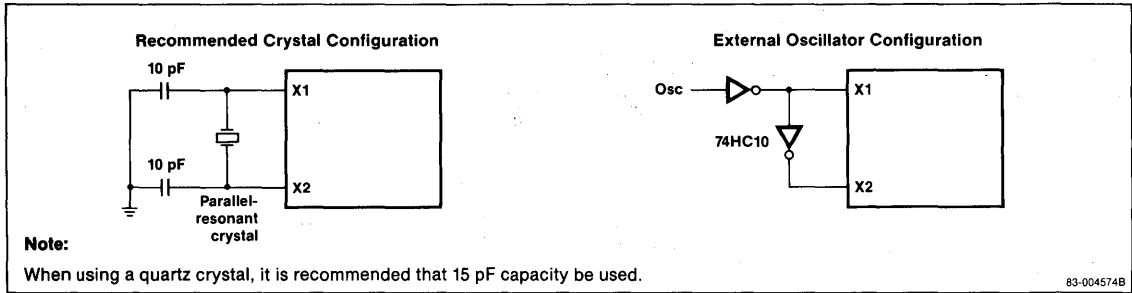 Recommended Crystal Configuration
10 pF
X1
10 pF
X2
Parallel-
resonant
crystal
External Oscillator Configuration
Osc
X1
74HC10
X2
Note:
When using a quartz crystal, it is recommended that 15 pF capacity be used.
83-004574B